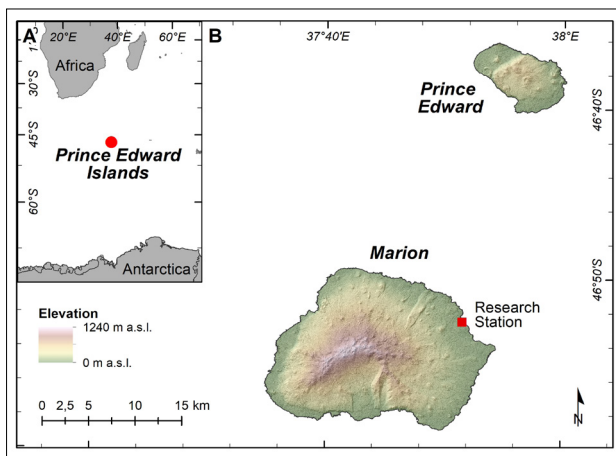 A
20°E
40°E
60°E
15°S
30°S
45°S
60°S
Africa
Prince Edward
Islands
Antarctica
B
37°40'E
38°E
46°40'S
46°50'S
Prince
Edward
Marion
Research
Station
Elevation
1240 m a.s.l.
0 m a.s.l.
0 2,5 5 10 15 km
N